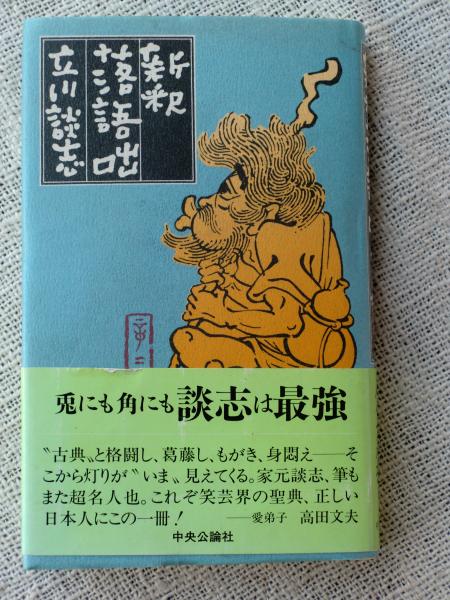 新釈
落語咄
立川談志
兎にも角にも談志は最強
〝古典〟と格闘し、葛藤し、もがき、身悶え──そ
こから灯りが〝いま〟見えてくる。家元談志、筆も
また超名人也。これぞ笑芸界の聖典、正しい
日本人にこの一冊!
──愛弟子 高田文夫
中央公論社